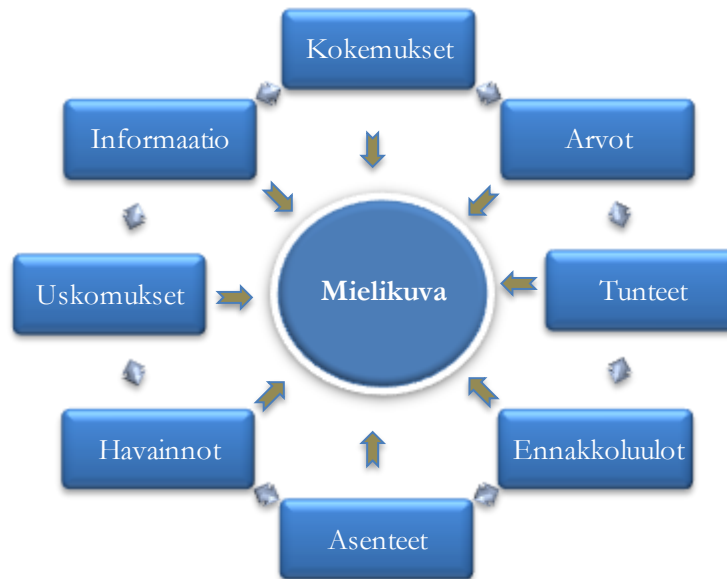 Kokemukset
Informaatio
Arvot
Uskomukset
Mielikuva
Tunteet
Havainnot
Ennakkoluulot
Asenteet